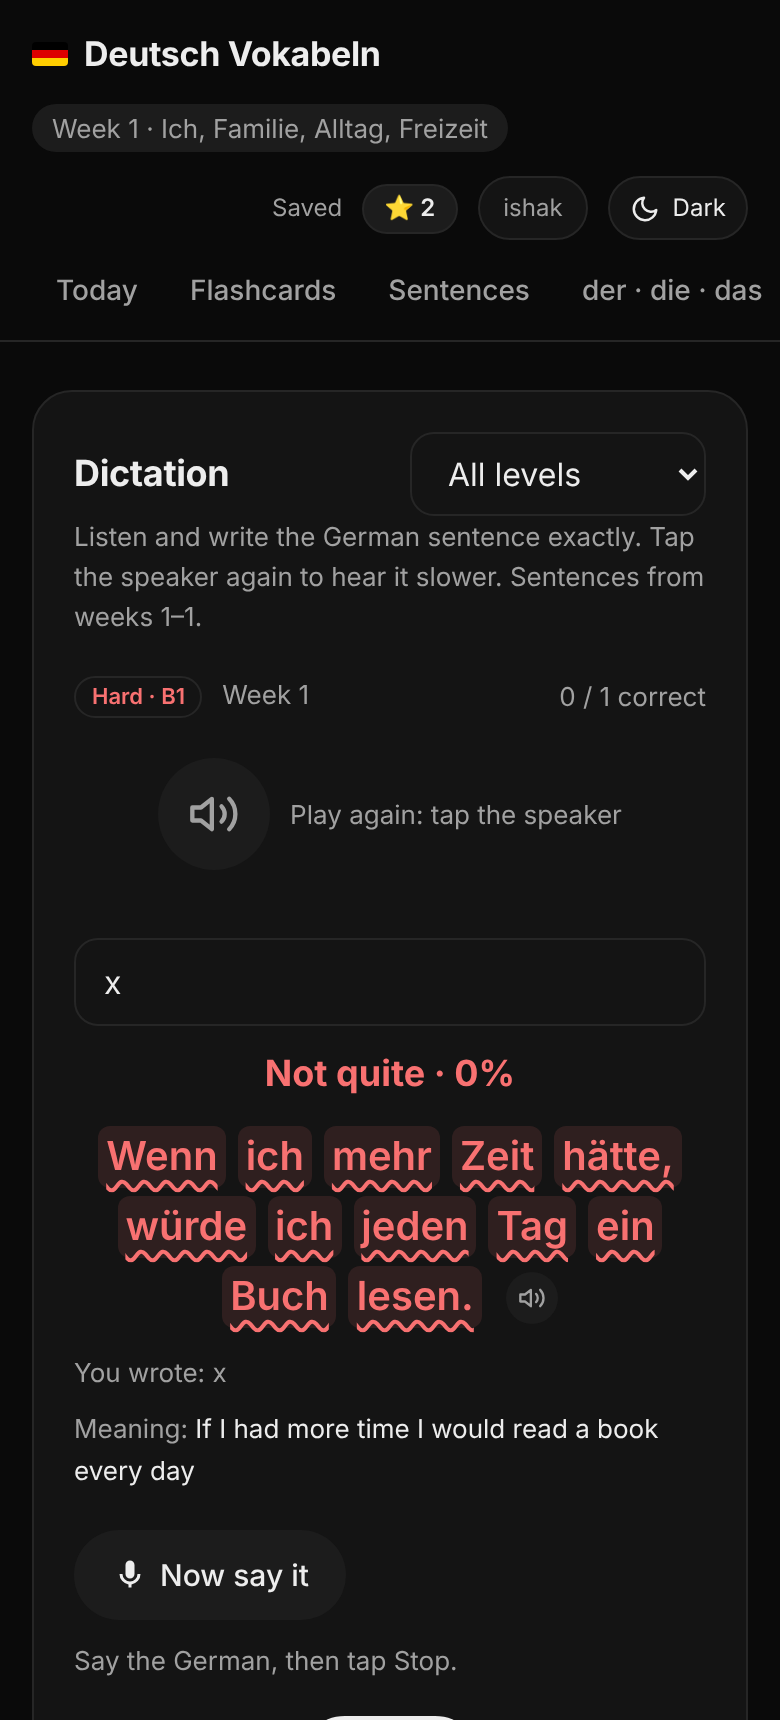 Deutsch Vokabeln
Week 1 · Ich, Familie, Alltag, Freizeit
Saved ⭐ 2 ishak Dark
Today Flashcards Sentences der · die · das
Dictation All levels
Listen and write the German sentence exactly. Tap
the speaker again to hear it slower. Sentences from
weeks 1–1.
Hard · B1 Week 1 0 / 1 correct
Play again: tap the speaker
x
Not quite · 0%
Wenn ich mehr Zeit hätte,
würde ich jeden Tag ein
Buch lesen.
You wrote: x
Meaning: If I had more time I would read a book
every day
Now say it
Say the German, then tap Stop.